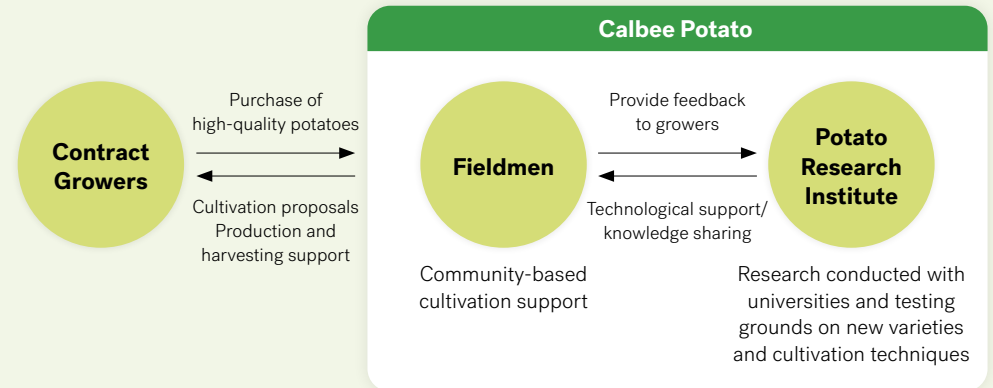 Calbee Potato
Contract
Growers
Purchase of
high-quality potatoes
Cultivation proposals
Production and
harvesting support
Fieldmen
Community-based
cultivation support
Provide feedback
to growers
Technological support/
knowledge sharing
Potato
Research
Institute
Research conducted with
universities and testing
grounds on new varieties
and cultivation techniques